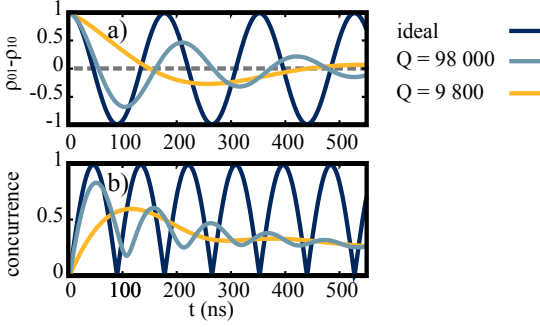 1
0.5
0
-0.5
-1
ρ01-ρ10
a)
0 100 200 300 400 500
ideal
Q = 98 000
Q = 9 800
1
0.5
0
concurrence
b)
0 100 200 300 400 500
t (ns)